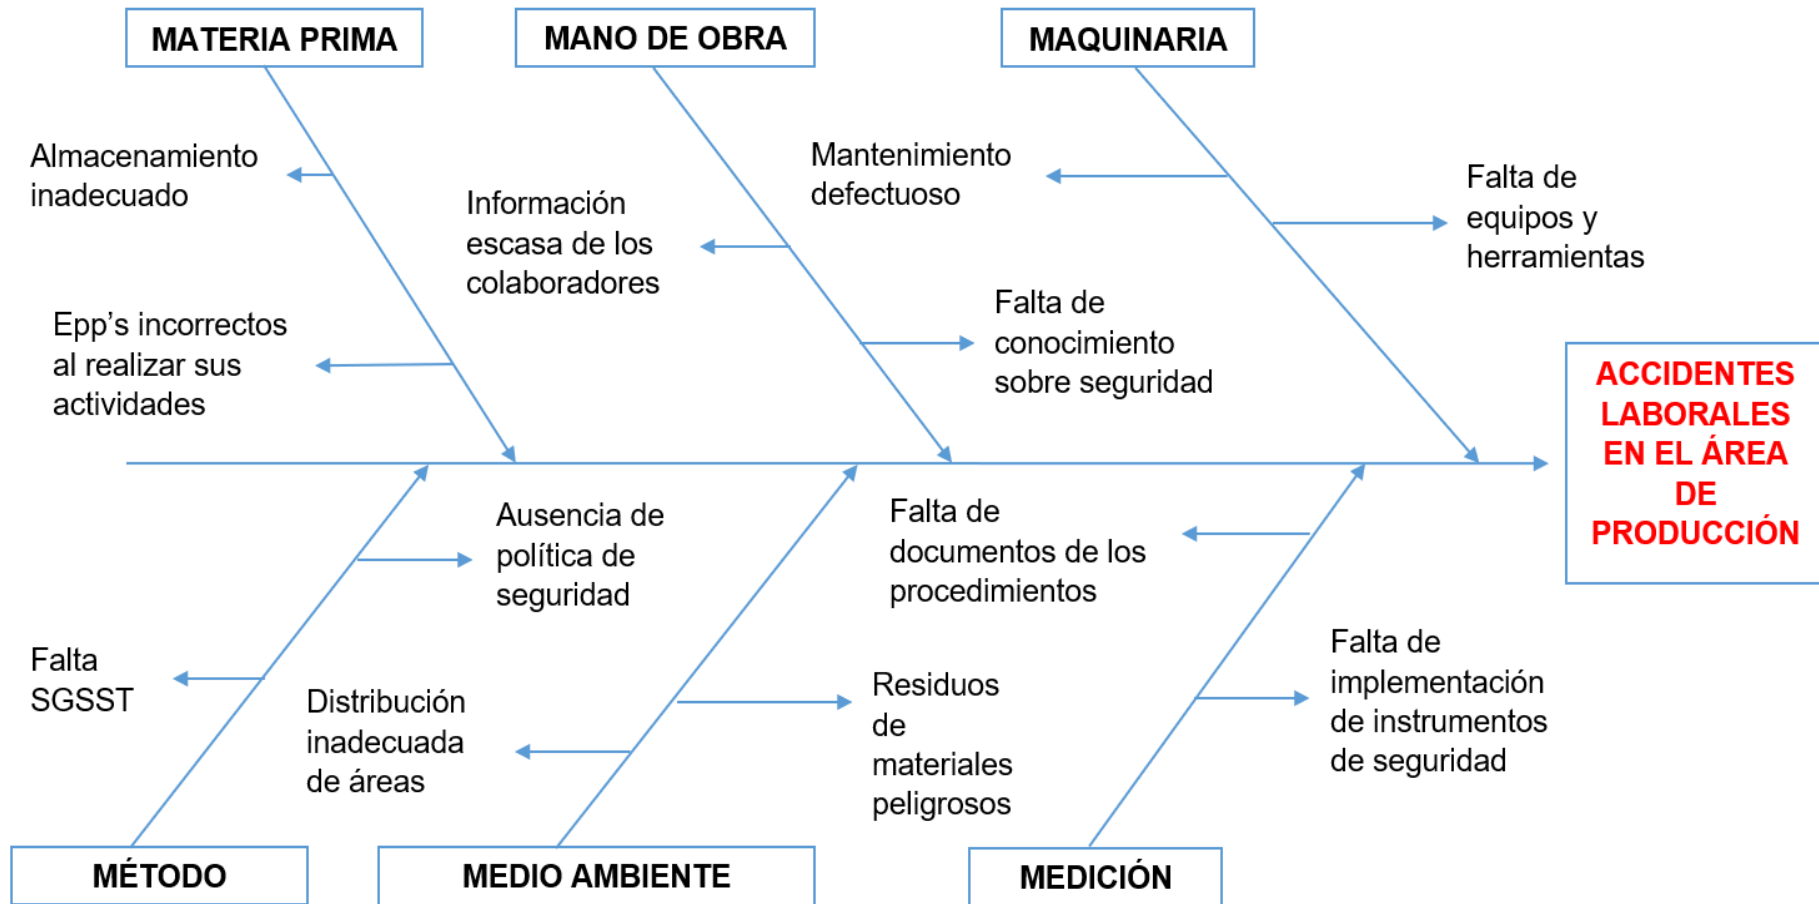 MATERIA PRIMA
MANO DE OBRA
MAQUINARIA
Almacenamiento
inadecuado
Epp’s incorrectos
al realizar sus
actividades
Información
escasa de los
colaboradores
Falta de
conocimiento
sobre seguridad
Mantenimiento
defectuoso
Falta de
equipos y
herramientas
ACCIDENTES
LABORALES
EN EL ÁREA
DE
PRODUCCIÓN
Ausencia de
política de
seguridad
Falta
SGSST
Distribución
inadecuada
de áreas
Residuos
de
materiales
peligrosos
Falta de
documentos de los
procedimientos
Falta de
implementación
de instrumentos
de seguridad
MÉTODO
MEDIO AMBIENTE
MEDICIÓN